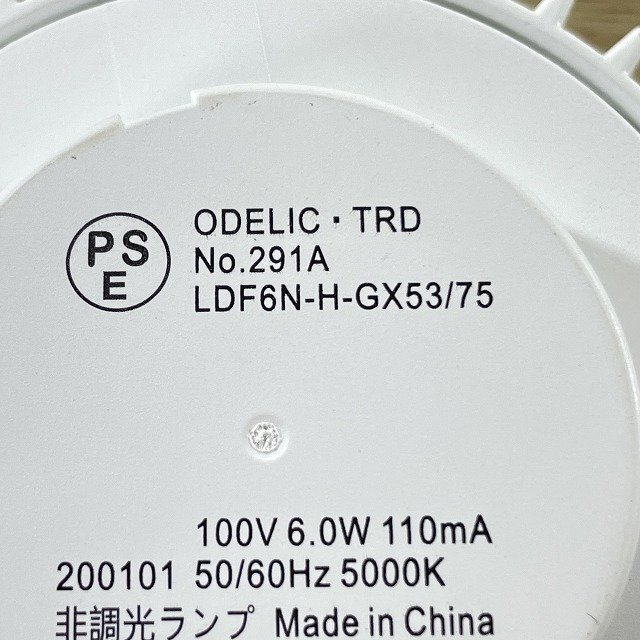 PS
E
ODELIC・TRD
No.291A
LDF6N-H-GX53/75
100V 6.0W 110mA
200101 50/60Hz 5000K
非調光ランプ Made in China